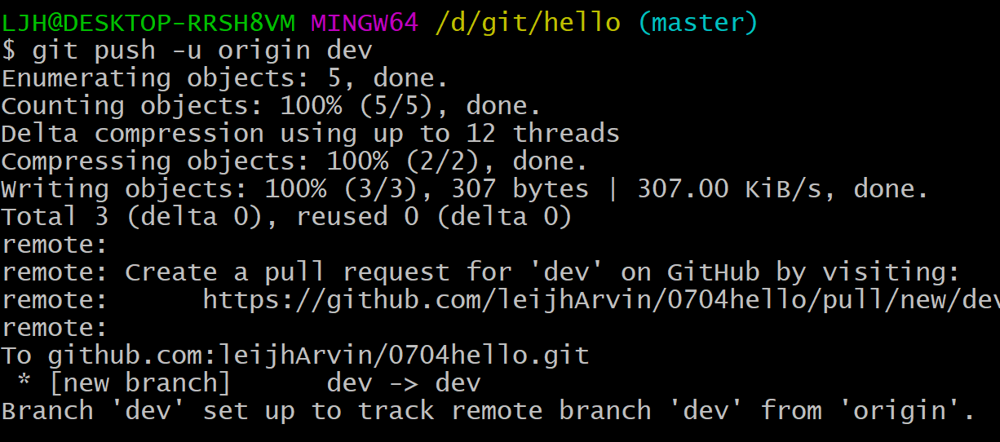 LJH@DESKTOP-RRSH8VM MINGW64 /d/git/hello (master)
$ git push -u origin dev
Enumerating objects: 5, done.
Counting objects: 100% (5/5), done.
Delta compression using up to 12 threads
Compressing objects: 100% (2/2), done.
Writing objects: 100% (3/3), 307 bytes | 307.00 KiB/s, done.
Total 3 (delta 0), reused 0 (delta 0)
remote:
remote: Create a pull request for 'dev' on GitHub by visiting:
remote:      https://github.com/leijhArvin/0704hello/pull/new/dev
remote:
To github.com:leijhArvin/0704hello.git
 * [new branch]      dev -> dev
Branch 'dev' set up to track remote branch 'dev' from 'origin'.